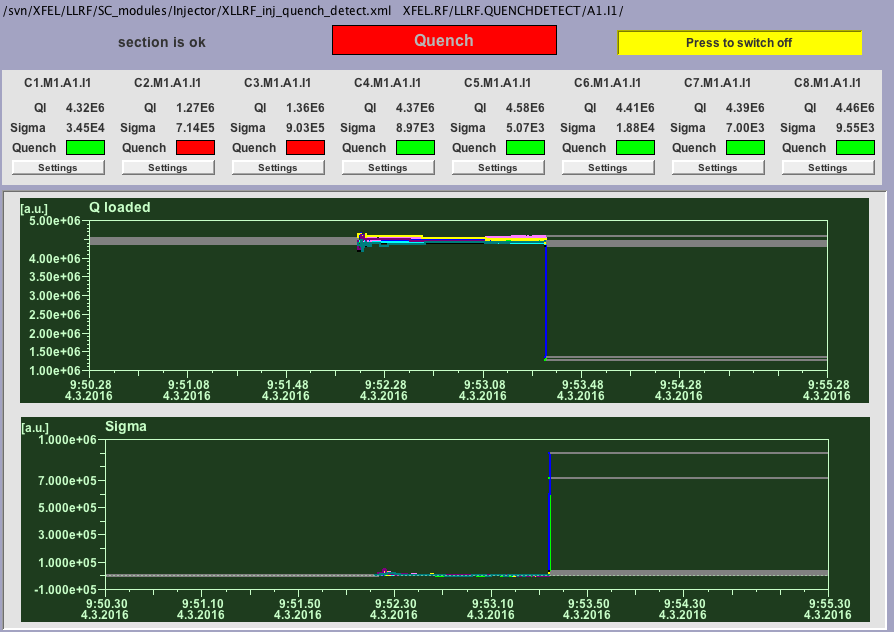 /svn/XFEL/LLRF/SC_modules/Injector/XLLRF_inj_quench_detect.xml XFEL.RF/LLRF.QUENCHDETECT/A1.I1/
section is ok Quench Press to switch off
C1.M1.A1.I1 C2.M1.A1.I1 C3.M1.A1.I1 C4.M1.A1.I1 C5.M1.A1.I1 C6.M1.A1.I1 C7.M1.A1.I1 C8.M1.A1.I1
Ql 4.32E6 Ql 1.27E6 Ql 1.36E6 Ql 4.37E6 Ql 4.58E6 Ql 4.41E6 Ql 4.39E6 Ql 4.46E6
Sigma 3.45E4 Sigma 7.14E5 Sigma 9.03E5 Sigma 8.97E3 Sigma 5.07E3 Sigma 1.88E4 Sigma 7.00E3 Sigma 9.55E3
Quench Quench Quench Quench Quench Quench Quench Quench
Settings Settings Settings Settings Settings Settings Settings Settings
[a.u.] Q loaded
5.00e+06
4.00e+06
3.50e+06
3.00e+06
2.50e+06
2.00e+06
1.50e+06
1.00e+06
9:50.28 9:51.08 9:51.48 9:52.28 9:53.08 9:53.48 9:54.28 9:55.28
4.3.2016 4.3.2016 4.3.2016 4.3.2016 4.3.2016 4.3.2016 4.3.2016 4.3.2016
[a.u.] Sigma
1.000e+06
7.000e+05
5.000e+05
3.000e+05
1.000e+05
-1.000e+05
9:50.30 9:51.10 9:51.50 9:52.30 9:53.10 9:53.50 9:54.30 9:55.30
4.3.2016 4.3.2016 4.3.2016 4.3.2016 4.3.2016 4.3.2016 4.3.2016 4.3.2016